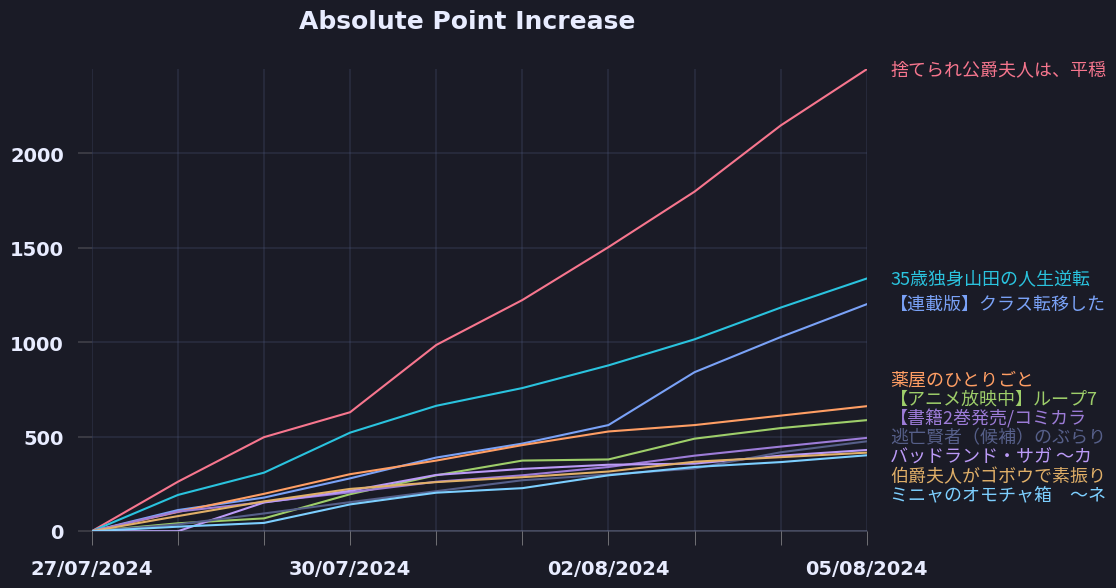 Absolute Point Increase
捨てられ公爵夫人は、平穏
2000
1500
35歳独身山田の人生逆転
【連載版】クラス転移した
1000
薬屋のひとりごと
【アニメ放映中】ループ7
【書籍2巻発売/コミカラ
500
逃亡賢者（候補）のぶらり
バッドランド・サガ ～カ
伯爵夫人がゴボウで素振り
ミニャのオモチャ箱　～ネ
0
27/07/2024 30/07/2024 02/08/2024 05/08/2024